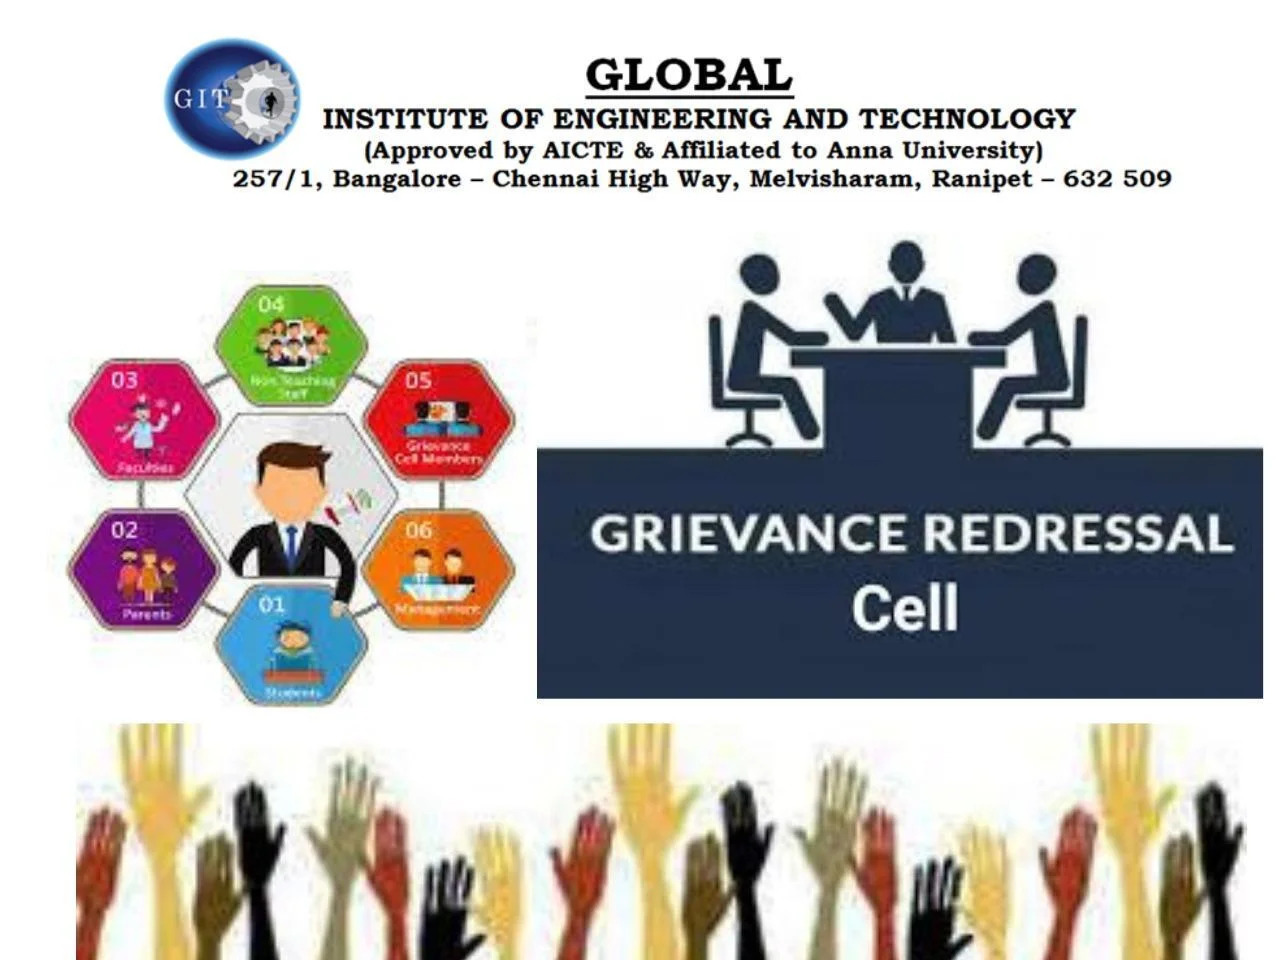 GIT
GLOBAL
INSTITUTE OF ENGINEERING AND TECHNOLOGY
(Approved by AICTE & Affiliated to Anna University)
257/1, Bangalore – Chennai High Way, Melvisharam, Ranipet – 632 509
04
Non Teaching
Staff
03
Faculties
05
Grievance
Cell Members
02
Parents
06
Management
01
Students
GRIEVANCE REDRESSAL
Cell